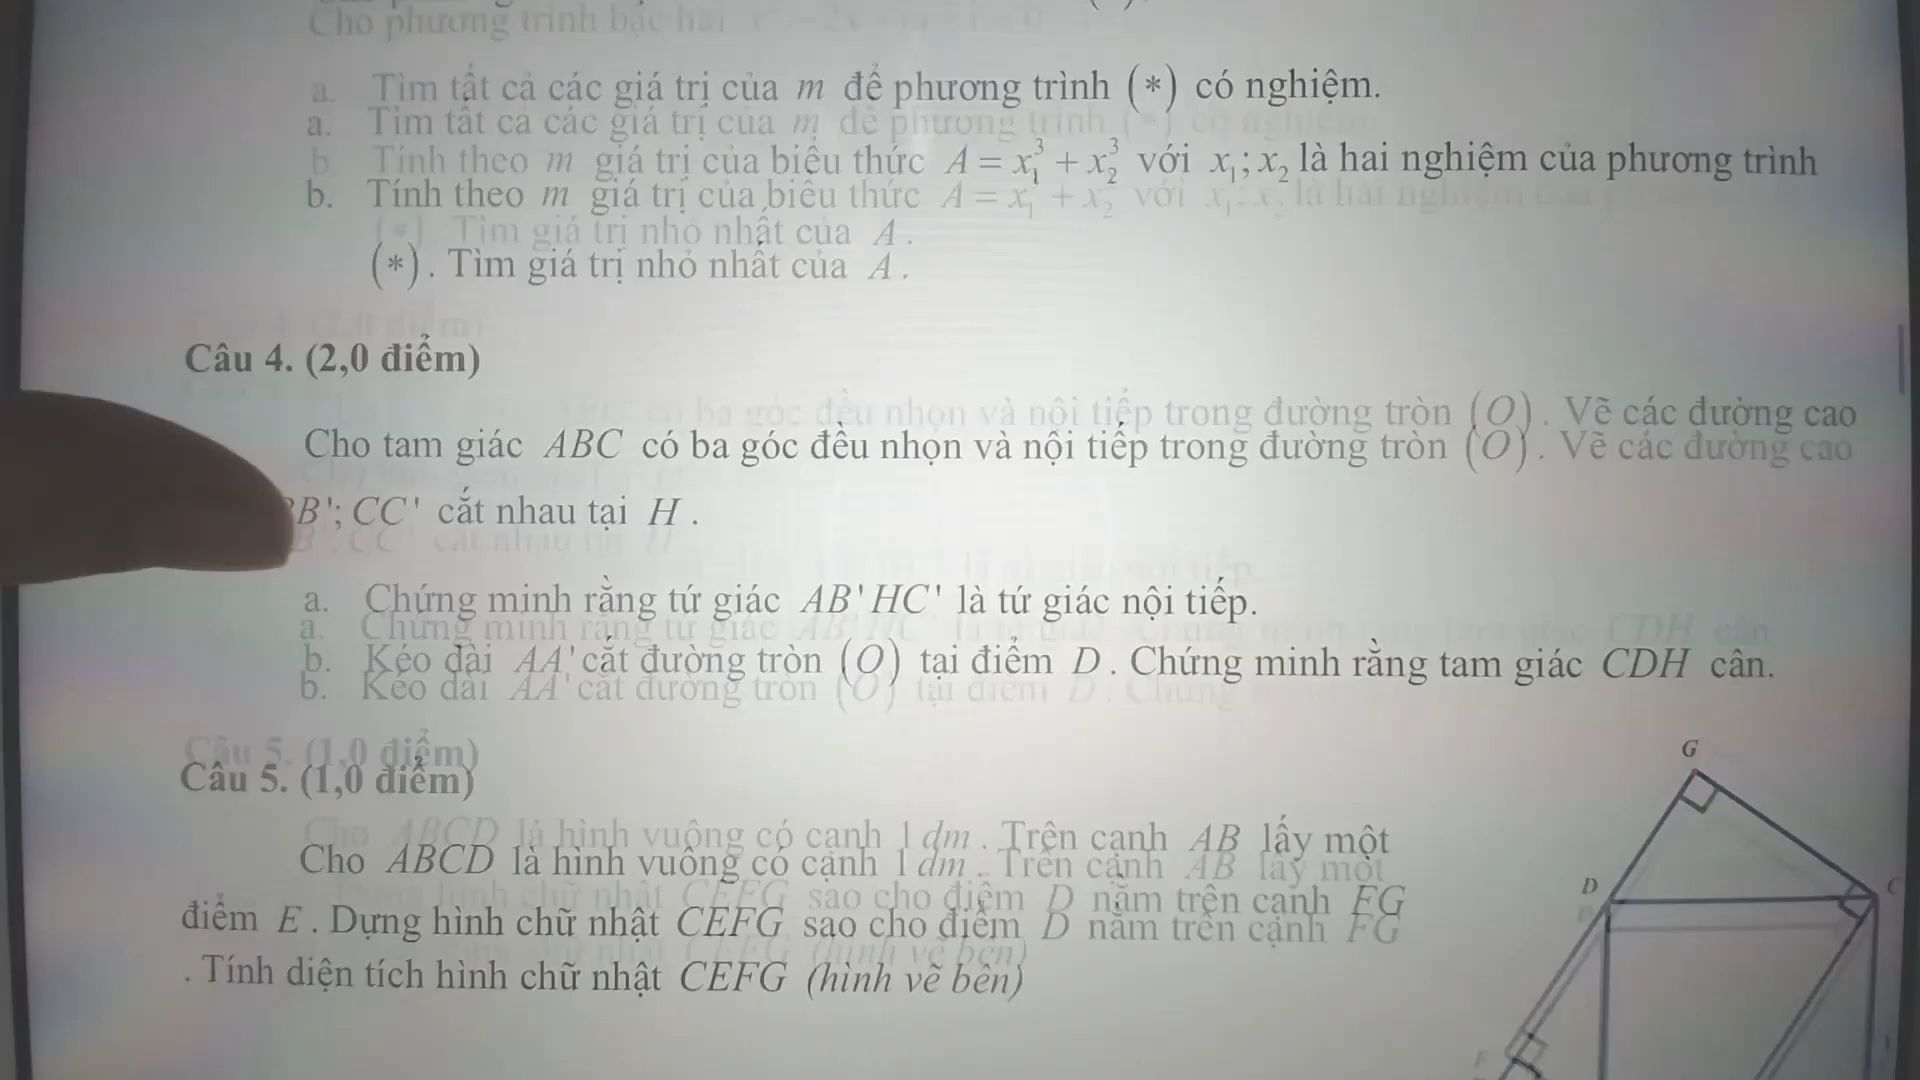 Cho phương trình bậc hai
a. Tìm tất cả các giá trị của m để phương trình (*) có nghiệm.
b. Tính theo m giá trị của biểu thức A = x₁³ + x₂³ với x₁; x₂ là hai nghiệm của phương trình
(*). Tìm giá trị nhỏ nhất của A.
Câu 4. (2,0 điểm)
Cho tam giác ABC có ba góc đều nhọn và nội tiếp trong đường tròn (O). Vẽ các đường cao
B'; CC' cắt nhau tại H.
a. Chứng minh rằng tứ giác AB'HC' là tứ giác nội tiếp.
b. Kéo dài AA' cắt đường tròn (O) tại điểm D. Chứng minh rằng tam giác CDH cân.
Câu 5. (1,0 điểm)
Cho ABCD là hình vuông có cạnh 1 dm. Trên cạnh AB lấy một
điểm E. Dựng hình chữ nhật CEFG sao cho điểm D nằm trên cạnh FG
. Tính diện tích hình chữ nhật CEFG (hình vẽ bên)
G
D
C
F